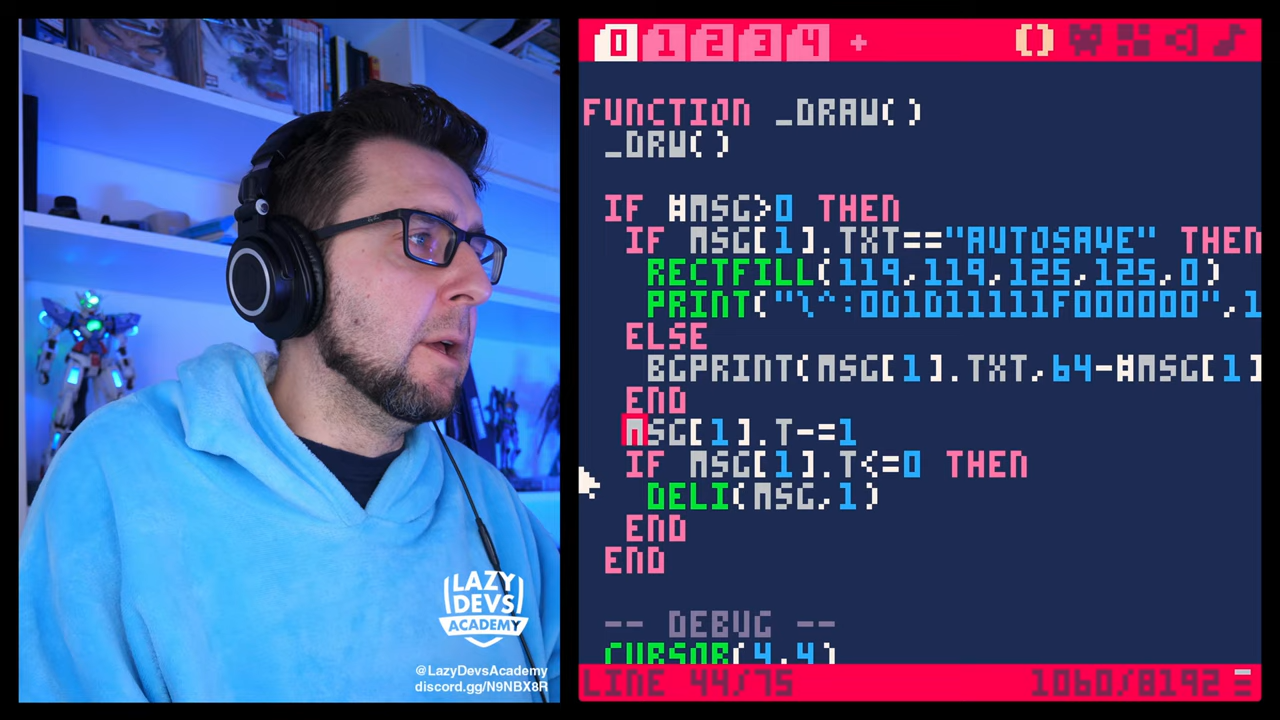 0 1 2 3 4 +
FUNCTION _DRAW()
_DRW()
IF #MSG>0 THEN
IF MSG[1].TXT=="AUTOSAVE" THEN
RECTFILL(119,119,125,125,0)
PRINT("\^:001011111F000000",1
ELSE
BGPRINT(MSG[1].TXT,64-#MSG[1]
END
MSG[1].T-=1
IF MSG[1].T<=0 THEN
DELI(MSG,1)
END
END
-- DEBUG --
CURSOR(4,4)
LINE 44/75
1060/8192
LAZY
DEVS
ACADEMY
@LazyDevsAcademy
discord.gg/N9NBX8R